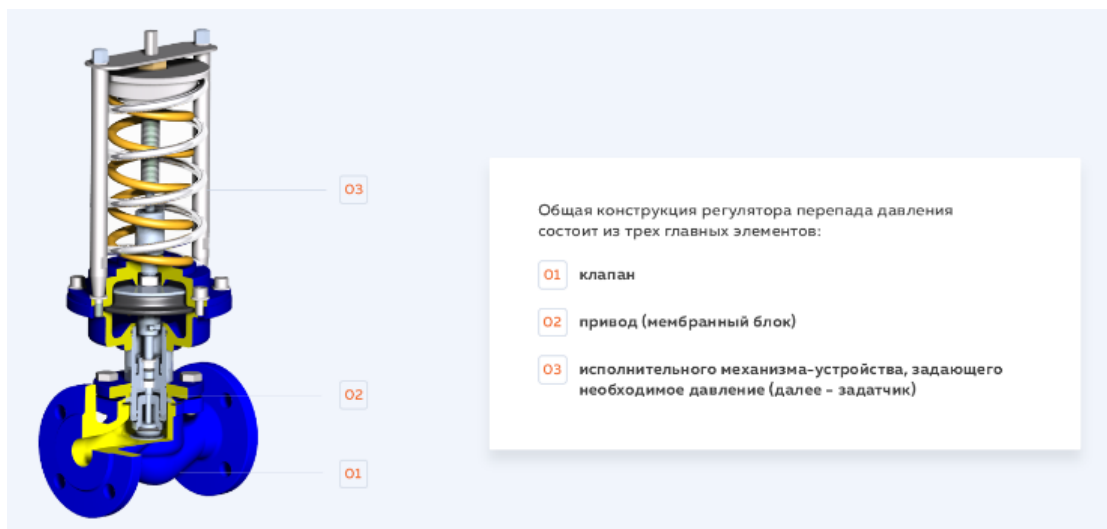 03
02
01
Общая конструкция регулятора перепада давления
состоит из трех главных элементов:
01 клапан
02 привод (мембранный блок)
03 исполнительного механизма-устройства, задающего
необходимое давление (далее – задатчик)